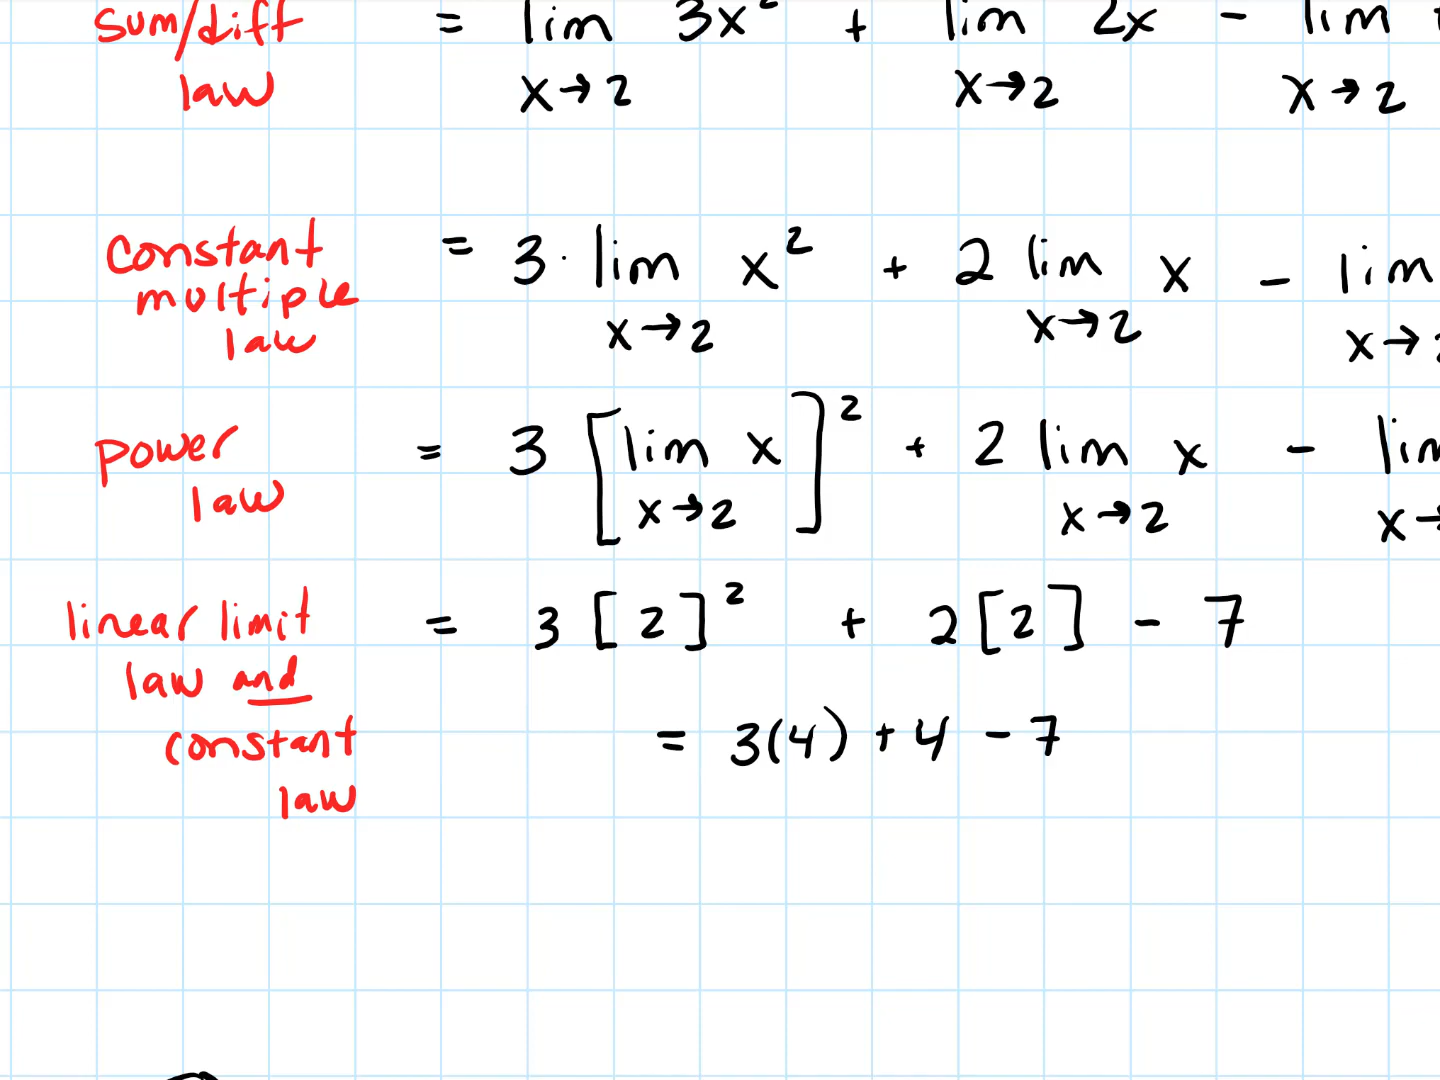 sum/diff = lim 3x² + lim 2x - lim
law x→2 x→2 x→2
constant = 3·lim x² + 2 lim x - lim
multiple x→2 x→2 x→
law
power = 3 [lim x]² + 2 lim x - lim
law x→2 x→2 x→
linear limit = 3[2]² + 2[2] - 7
law and
constant = 3(4) + 4 - 7
law